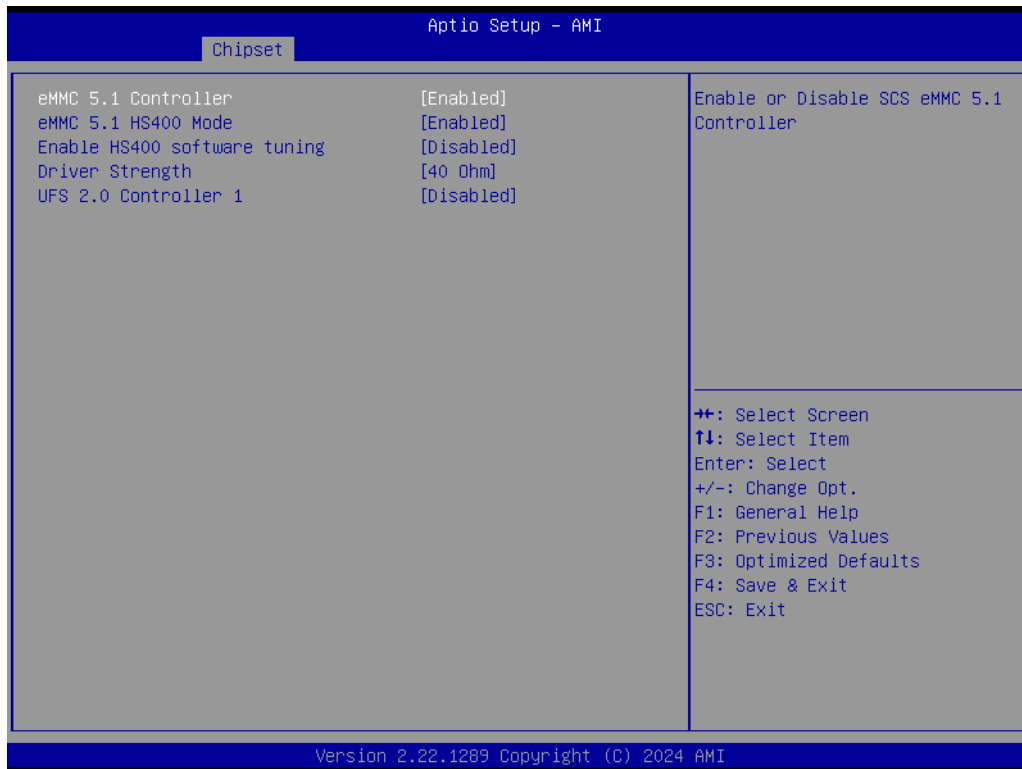 Aptio Setup – AMI
Chipset
eMMC 5.1 Controller [Enabled]
eMMC 5.1 HS400 Mode [Enabled]
Enable HS400 software tuning [Disabled]
Driver Strength [40 Ohm]
UFS 2.0 Controller 1 [Disabled]
Enable or Disable SCS eMMC 5.1
Controller
→←: Select Screen
↑↓: Select Item
Enter: Select
+/-: Change Opt.
F1: General Help
F2: Previous Values
F3: Optimized Defaults
F4: Save & Exit
ESC: Exit
Version 2.22.1289 Copyright (C) 2024 AMI